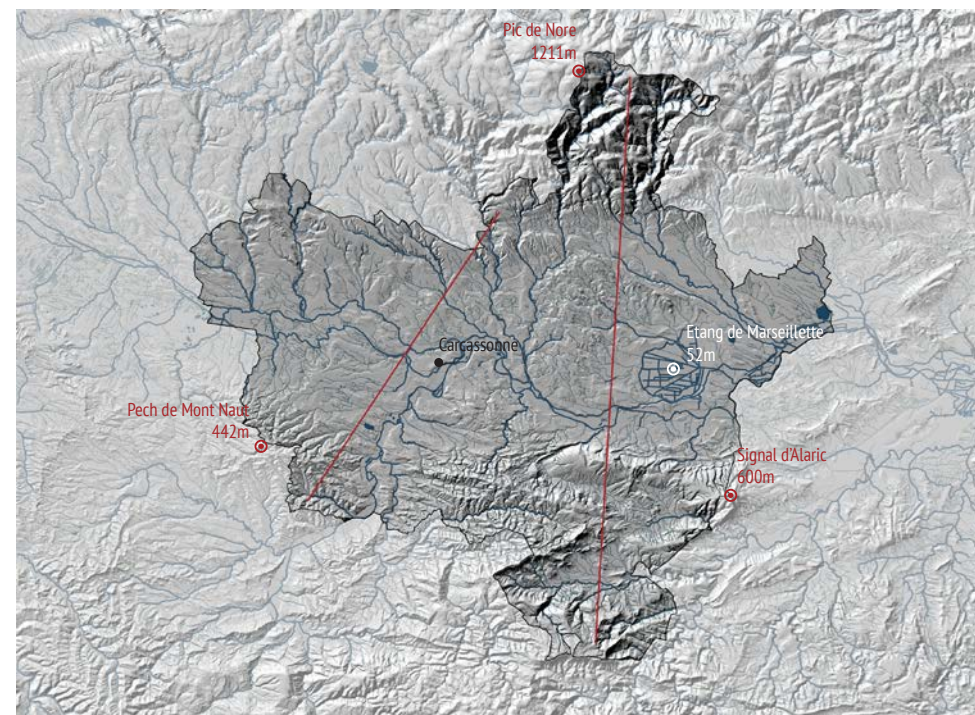 Pic de Nore
1211m
Etang de Marseillette
52m
Carcassonne
Pech de Mont Naut
442m
Signal d'Alaric
600m